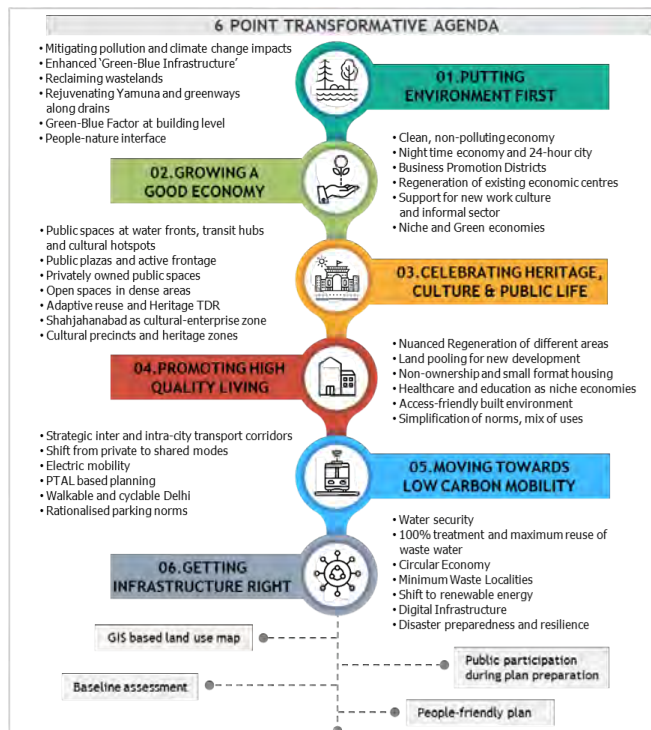 6 POINT TRANSFORMATIVE AGENDA
• Mitigating pollution and climate change impacts
• Enhanced ‘Green-Blue Infrastructure’
• Reclaiming wastelands
• Rejuvenating Yamuna and greenways
along drains
• Green-Blue Factor at building level
• People-nature interface
01.PUTTING
ENVIRONMENT FIRST
02.GROWING A
GOOD ECONOMY
• Clean, non-polluting economy
• Night time economy and 24-hour city
• Business Promotion Districts
• Regeneration of existing economic centres
• Support for new work culture
and informal sector
• Niche and Green economies
• Public spaces at water fronts, transit hubs
and cultural hotspots
• Public plazas and active frontage
• Privately owned public spaces
• Open spaces in dense areas
• Adaptive reuse and Heritage TDR
• Shahjahanabad as cultural-enterprise zone
• Cultural precincts and heritage zones
03.CELEBRATING HERITAGE,
CULTURE & PUBLIC LIFE
04.PROMOTING HIGH
QUALITY LIVING
• Nuanced Regeneration of different areas
• Land pooling for new development
• Non-ownership and small format housing
• Healthcare and education as niche economies
• Access-friendly built environment
• Simplification of norms, mix of uses
• Strategic inter and intra-city transport corridors
• Shift from private to shared modes
• Electric mobility
• PTAL based planning
• Walkable and cyclable Delhi
• Rationalised parking norms
05.MOVING TOWARDS
LOW CARBON MOBILITY
06.GETTING
INFRASTRUCTURE RIGHT
• Water security
• 100% treatment and maximum reuse of
waste water
• Circular Economy
• Minimum Waste Localities
• Shift to renewable energy
• Digital Infrastructure
• Disaster preparedness and resilience
GIS based land use map
Public participation
during plan preparation
Baseline assessment
People-friendly plan